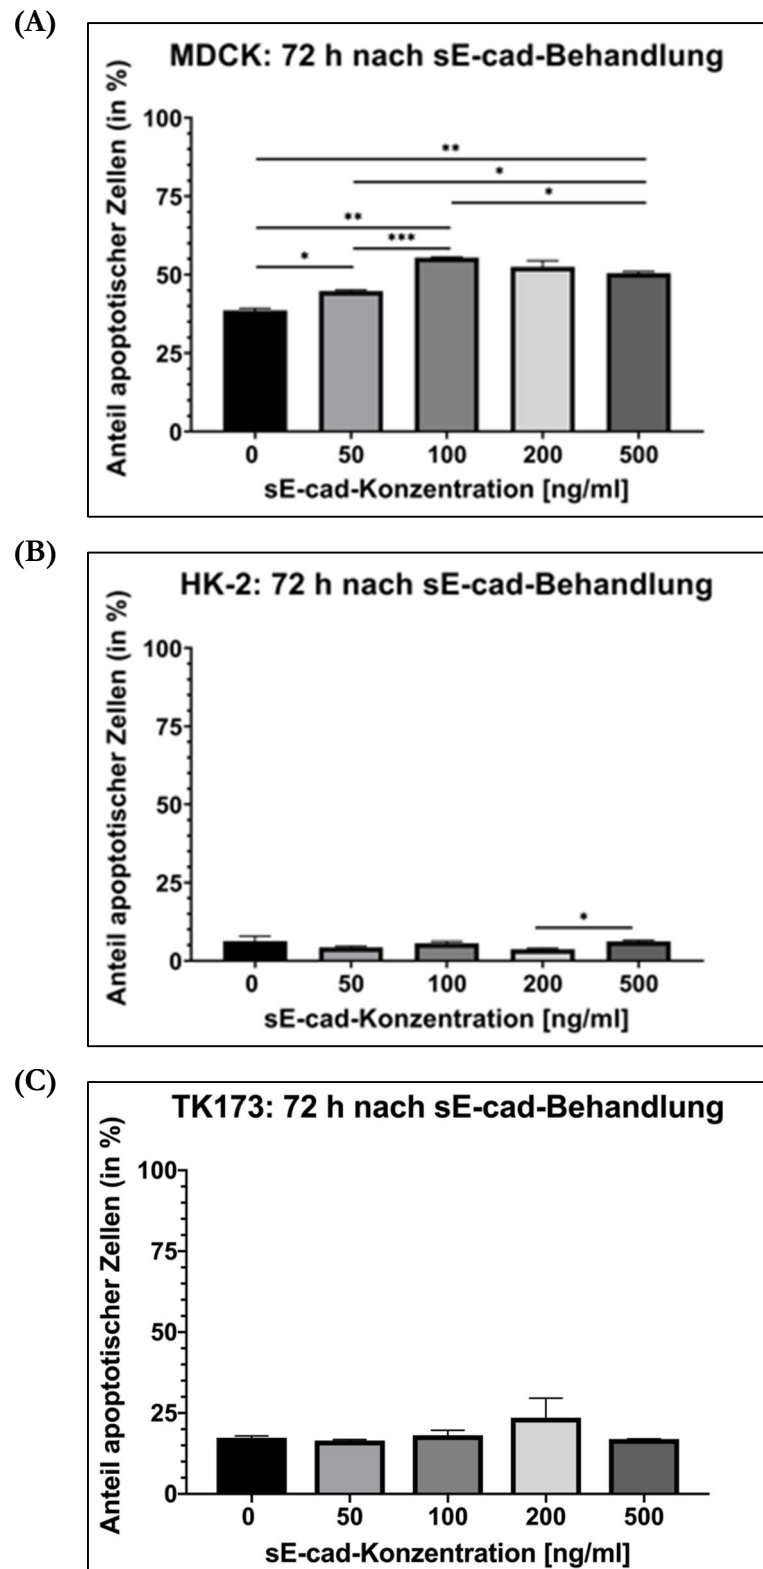 (A)
MDCK: 72 h nach sE-cad-Behandlung
Anteil apoptotischer Zellen (in %)
100
75
50
25
0
**
*
*
**
***
*
0 50 100 200 500
sE-cad-Konzentration [ng/ml]
(B)
HK-2: 72 h nach sE-cad-Behandlung
Anteil apoptotischer Zellen (in %)
100
75
50
25
0
*
0 50 100 200 500
sE-cad-Konzentration [ng/ml]
(C)
TK173: 72 h nach sE-cad-Behandlung
Anteil apoptotischer Zellen (in %)
100
75
50
25
0
0 50 100 200 500
sE-cad-Konzentration [ng/ml]